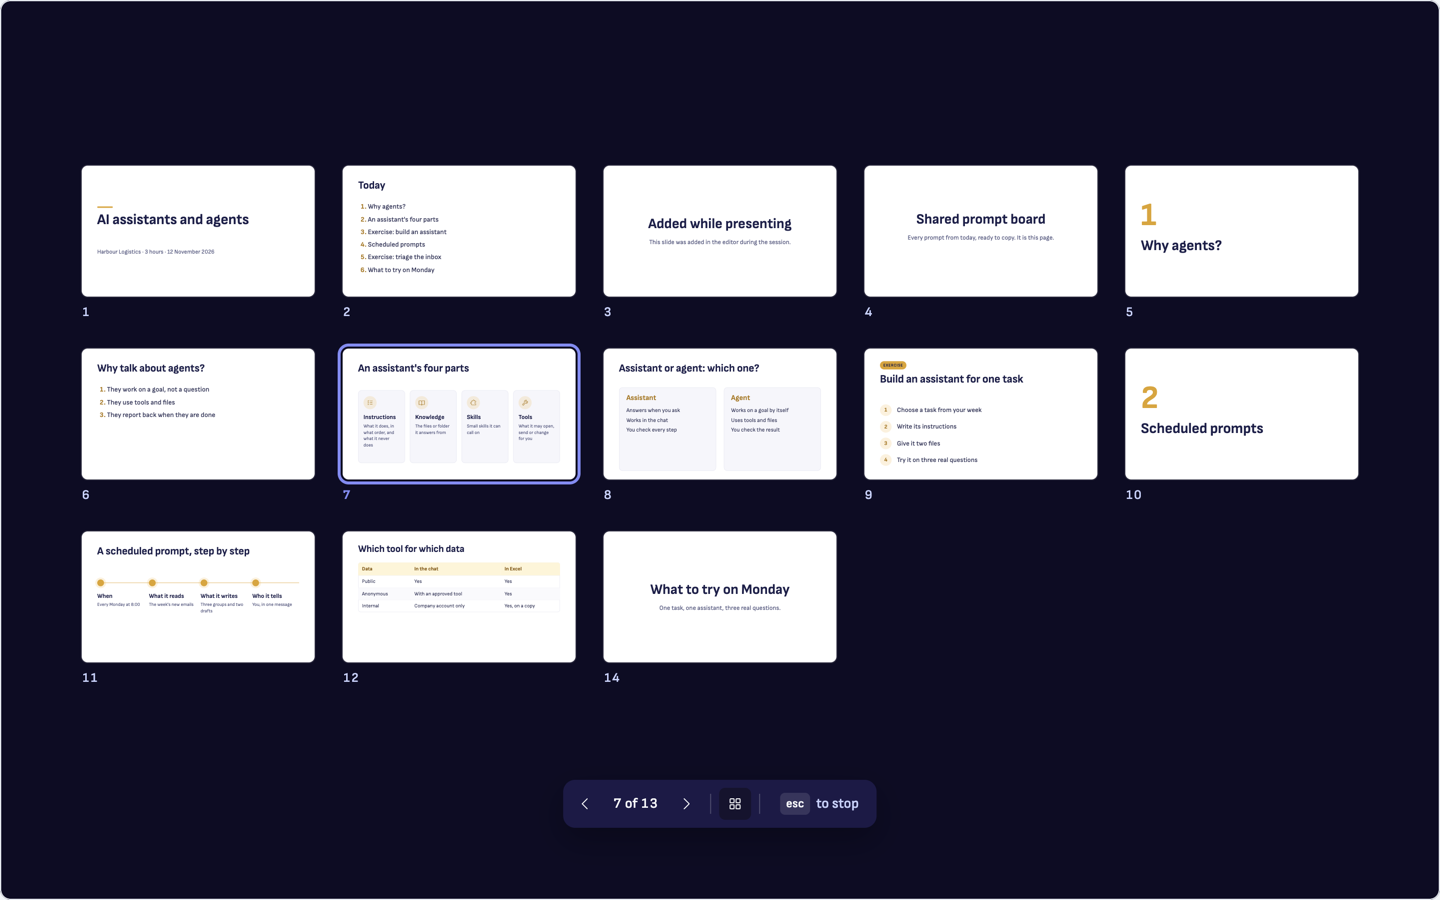 AI assistants and agents
Harbour Logistics · 3 hours · 12 November 2026
1
Today
1. Why agents?
2. An assistant's four parts
3. Exercise: build an assistant
4. Scheduled prompts
5. Exercise: triage the inbox
6. What to try on Monday
2
Added while presenting
This slide was added in the editor during the session.
3
Shared prompt board
Every prompt from today, ready to copy. It is this page.
4
1
Why agents?
5
Why talk about agents?
1. They work on a goal, not a question
2. They use tools and files
3. They report back when they are done
6
An assistant's four parts
Instructions
What it does, in
what order, and
what it never
does
Knowledge
The files or folder
it answers from
Skills
Small skills it can
call on
Tools
What it may open,
send or change
for you.
7
Assistant or agent: which one?
Assistant
Answers when you ask
Works in the chat
You check every step
Agent
Works on a goal by itself
Uses tools and files
You check the result
8
EXERCISE
Build an assistant for one task
1 Choose a task from your week
2 Write its instructions
3 Give it two files
4 Try it on three real questions
9
2
Scheduled prompts
10
A scheduled prompt, step by step
When
Every Monday at 8:00
What it reads
The week's new emails
What it writes
Three groups and two
drafts
Who it tells
You, in one message
11
Which tool for which data
Data In the chat In Excel
Public Yes Yes
Anonymous With an approved tool Yes
Internal Company account only Yes, on a copy
12
What to try on Monday
One task, one assistant, three real questions.
14
7 of 13
esc to stop